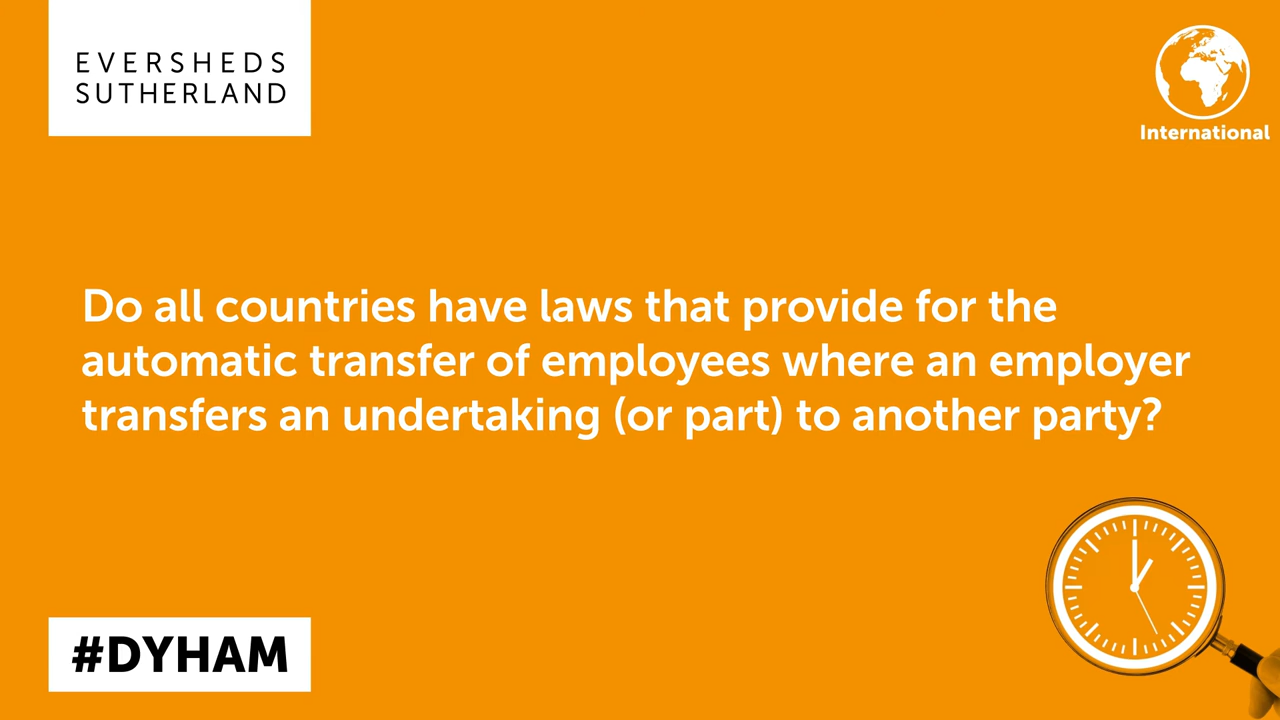 EVERSHEDS
SUTHERLAND
International
Do all countries have laws that provide for the
automatic transfer of employees where an employer
transfers an undertaking (or part) to another party?
#DYHAM